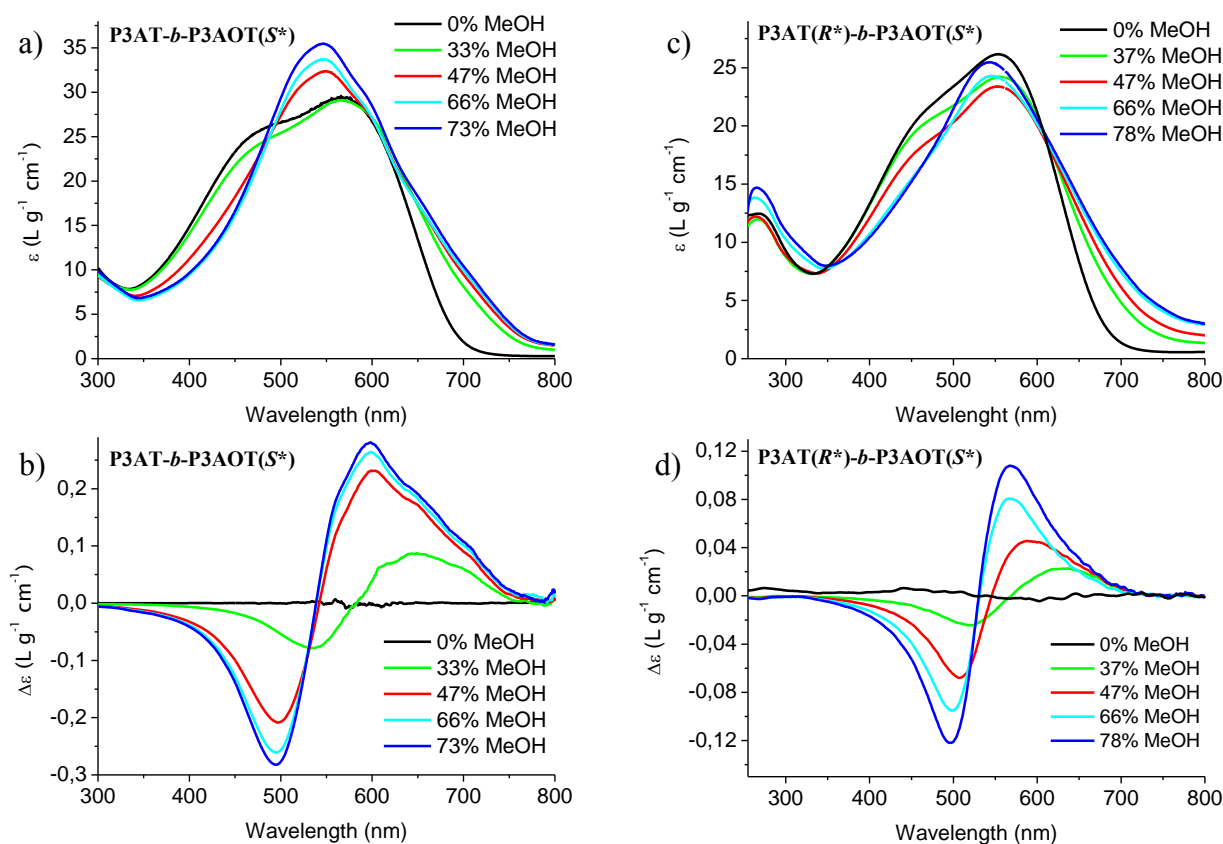 a)
P3AT-b-P3AOT(S*)
0% MeOH
33% MeOH
47% MeOH
66% MeOH
73% MeOH
35
30
25
20
15
10
5
0
ε (L g⁻¹ cm⁻¹)
300 400 500 600 700 800
Wavelength (nm)
c)
P3AT(R*)-b-P3AOT(S*)
0% MeOH
37% MeOH
47% MeOH
66% MeOH
78% MeOH
25
20
15
10
5
0
ε (L g⁻¹ cm⁻¹)
300 400 500 600 700 800
Wavelenght (nm)
b)
P3AT-b-P3AOT(S*)
0,2
0,1
0,0
-0,1
-0,2
-0,3
Δε (L g⁻¹ cm⁻¹)
0% MeOH
33% MeOH
47% MeOH
66% MeOH
73% MeOH
300 400 500 600 700 800
Wavelength (nm)
d)
P3AT(R*)-b-P3AOT(S*)
0,12
0,08
0,04
0,00
-0,04
-0,08
-0,12
Δε (L g⁻¹ cm⁻¹)
0% MeOH
37% MeOH
47% MeOH
66% MeOH
78% MeOH
300 400 500 600 700 800
Wavelength (nm)